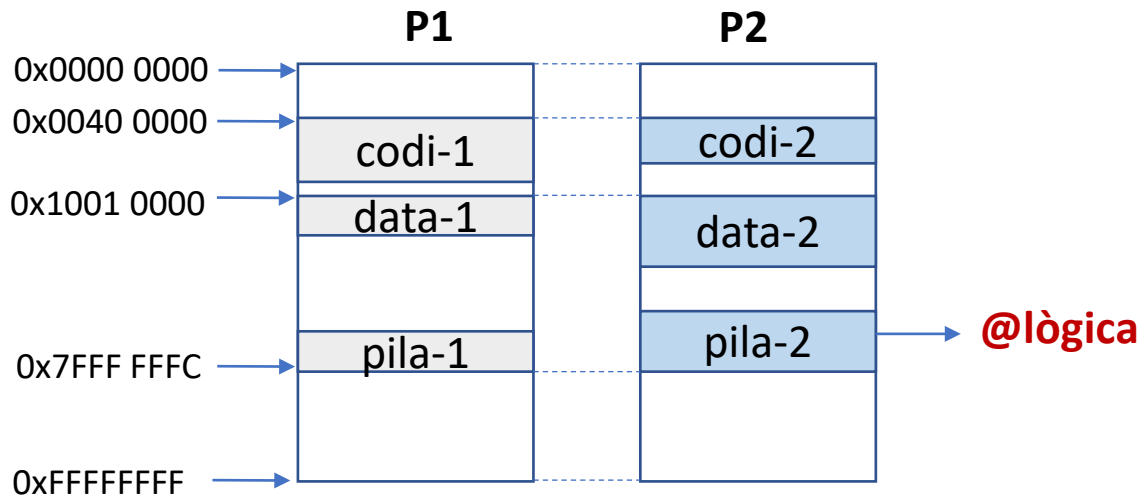 P1 P2
0x0000 0000
0x0040 0000
codi-1 codi-2
0x1001 0000
data-1 data-2
@lògica
pila-1 pila-2
0x7FFF FFFC
0xFFFFFFFF